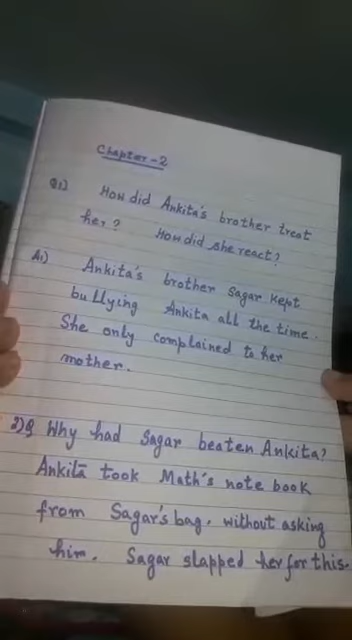 Chapter-2
Q1) How did Ankita's brother treat
her? How did she react?
A1) Ankita's brother Sagar kept
bullying Ankita all the time.
She only complained to her
mother.
2)Q Why had Sagar beaten Ankita?
Ankita took Math's note book
from Sagar's bag, without asking
him. Sagar slapped her for this.